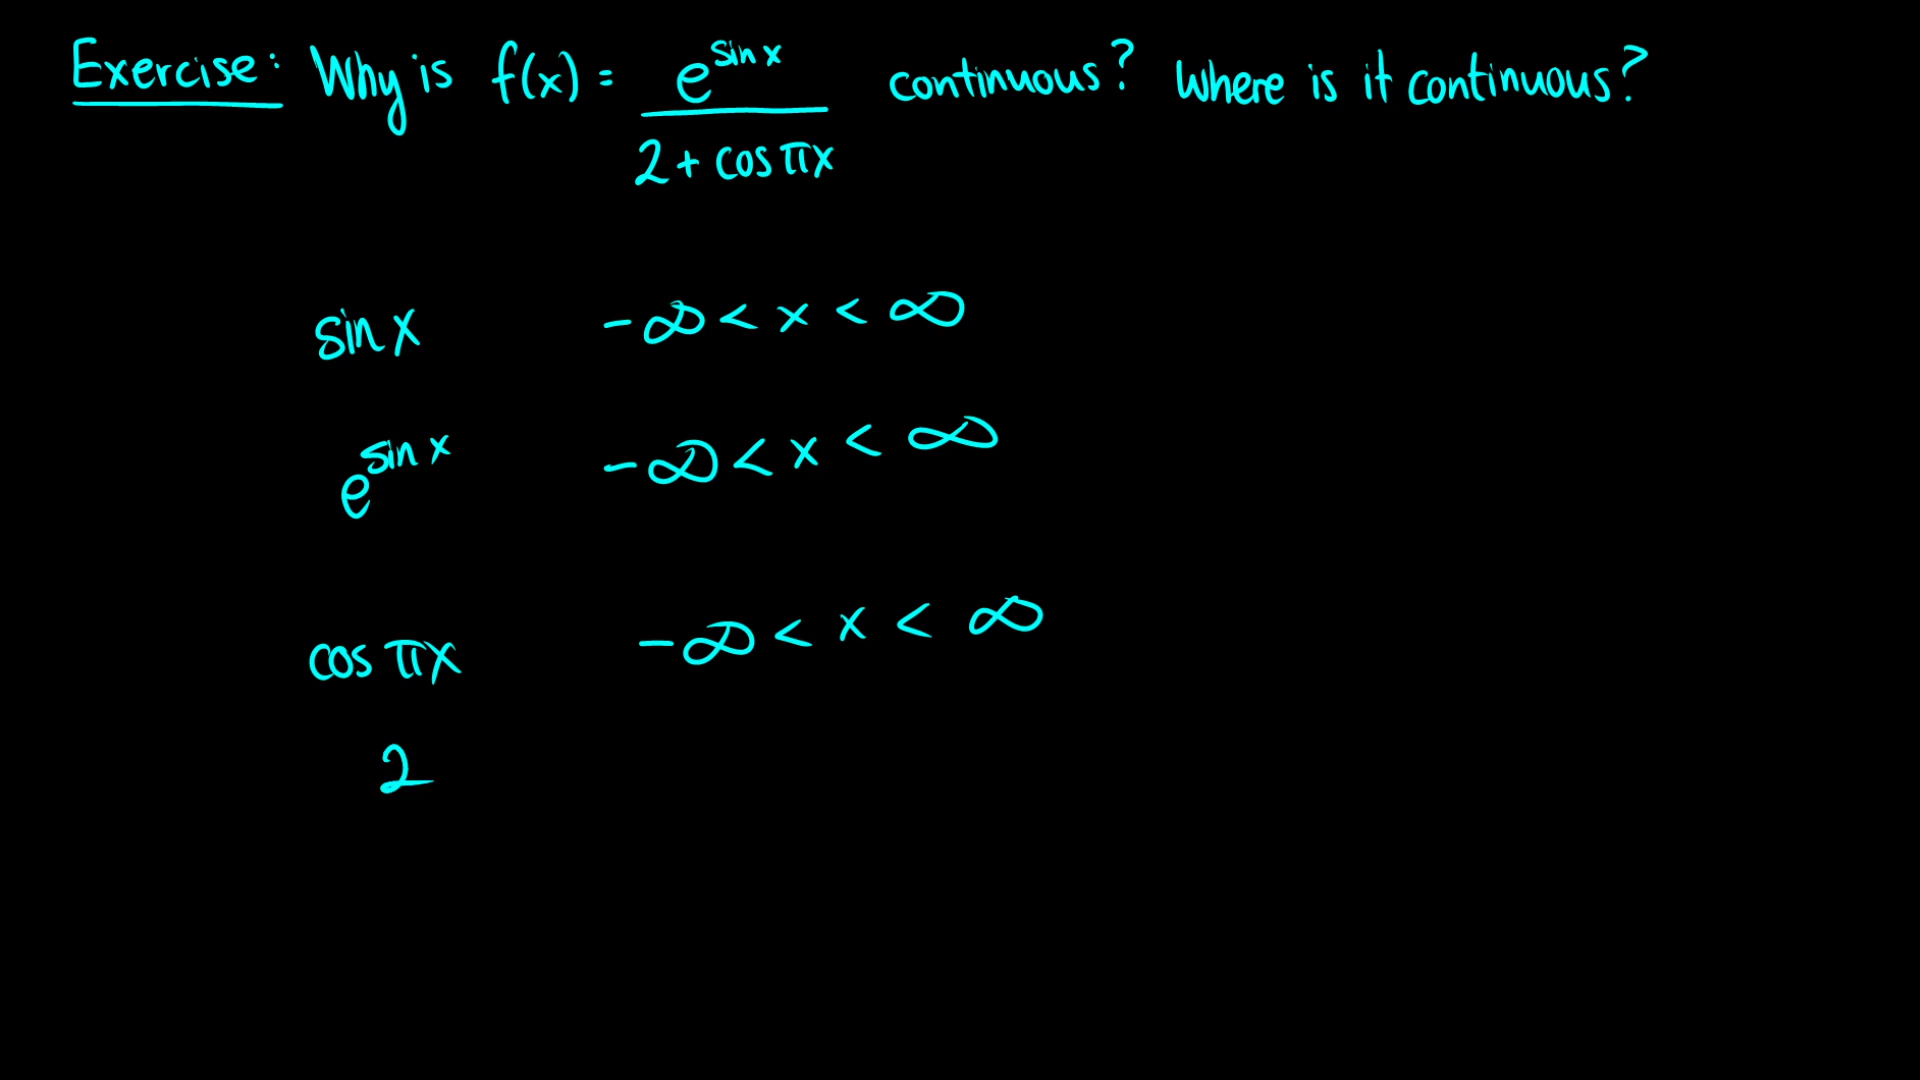 Exercise: Why is f(x) = e^{sin x} / (2 + cos πx) continuous? Where is it continuous?
sin x -∞ < x < ∞
e^{sin x} -∞ < x < ∞
cos πx -∞ < x < ∞
2